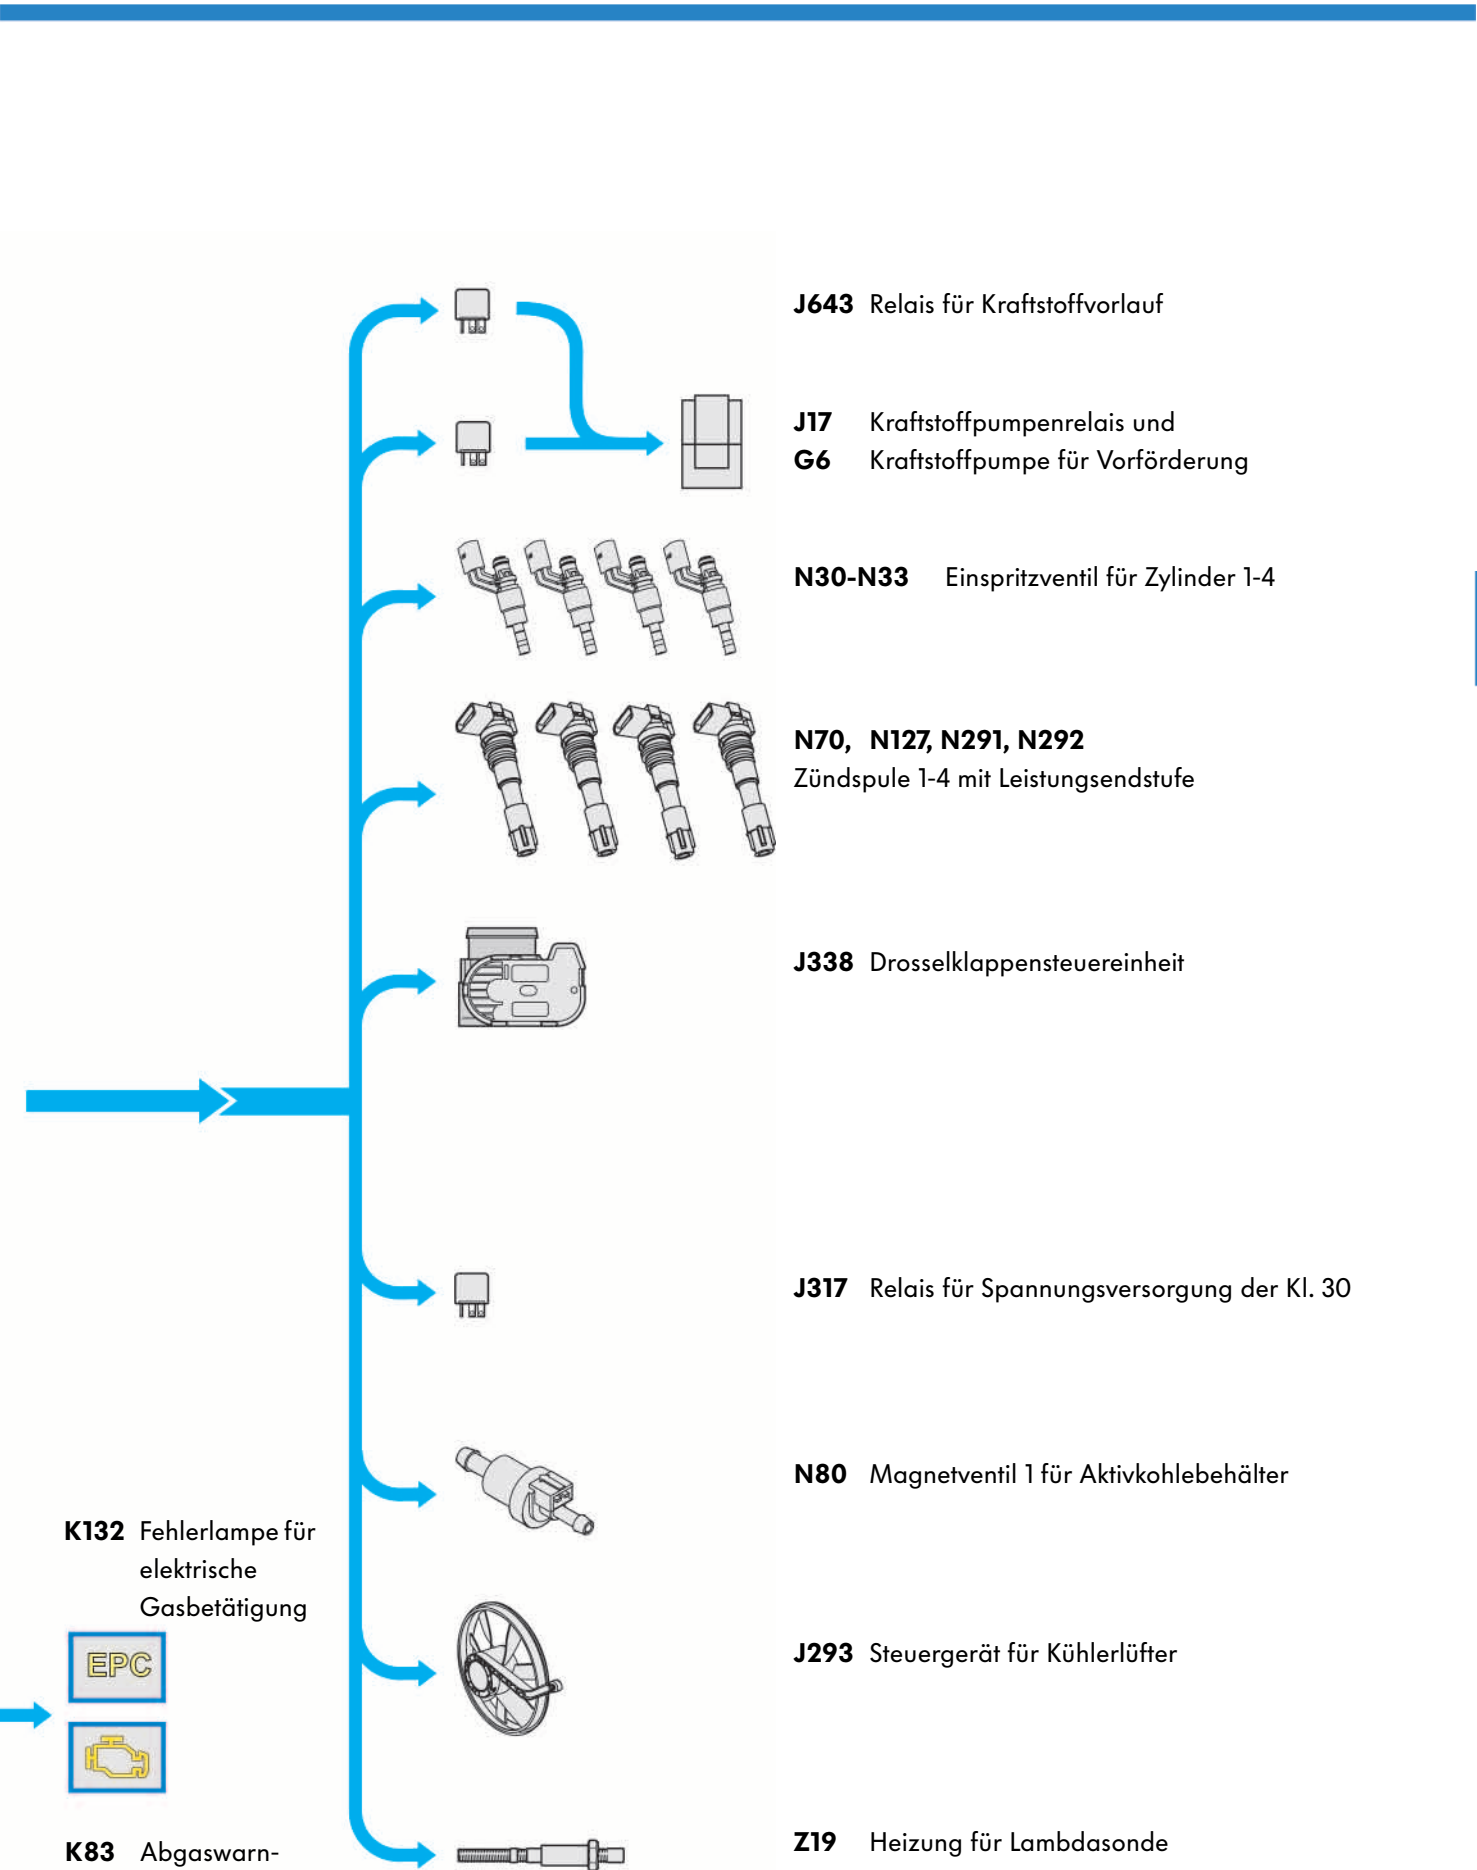 J643 Relais für Kraftstoffvorlauf
J17 Kraftstoffpumpenrelais und
G6 Kraftstoffpumpe für Vorförderung
N30-N33 Einspritzventil für Zylinder 1-4
N70, N127, N291, N292
Zündspule 1-4 mit Leistungsendstufe
J338 Drosselklappensteuereinheit
J317 Relais für Spannungsversorgung der Kl. 30
N80 Magnetventil 1 für Aktivkohlebehälter
K132 Fehlerlampe für
elektrische
Gasbetätigung
EPC
J293 Steuergerät für Kühlerlüfter
K83 Abgaswarn-
Z19 Heizung für Lambdasonde